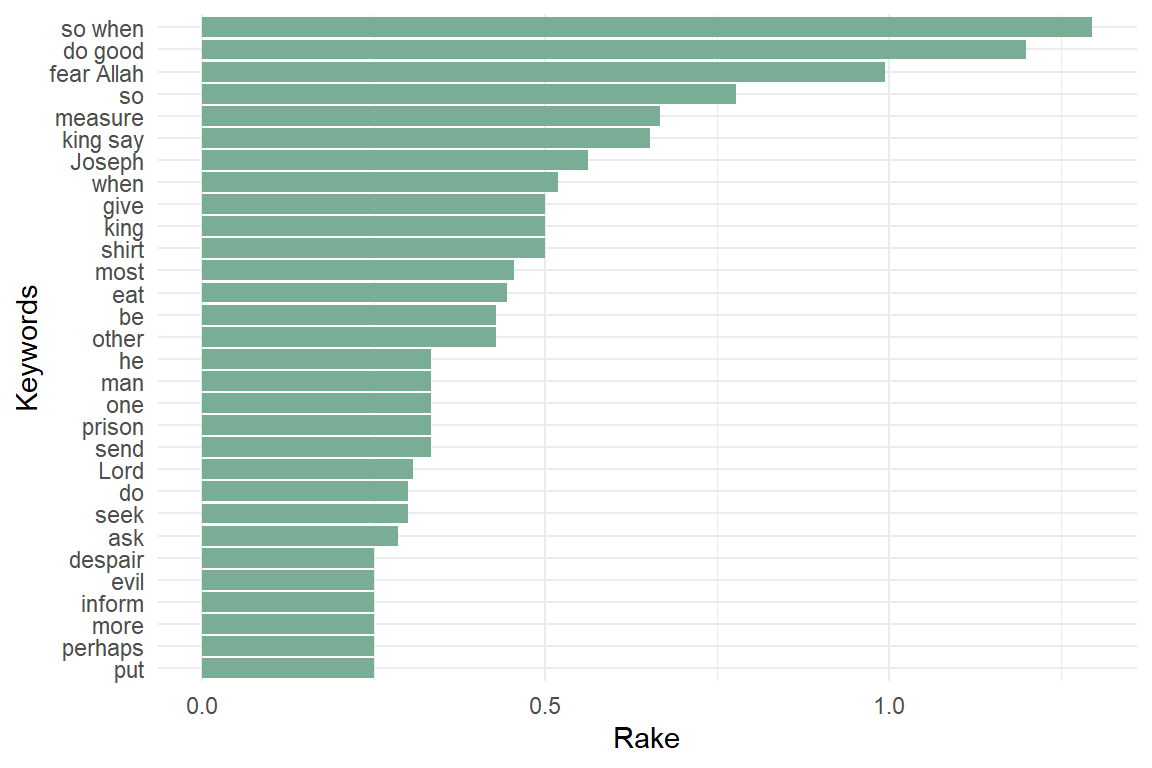 so when
do good
fear Allah
so
measure
king say
Joseph
when
give
king
shirt
most
eat
be
other
he
man
one
prison
send
Lord
do
seek
ask
despair
evil
inform
more
perhaps
put
Keywords
0.0 0.5 1.0
Rake